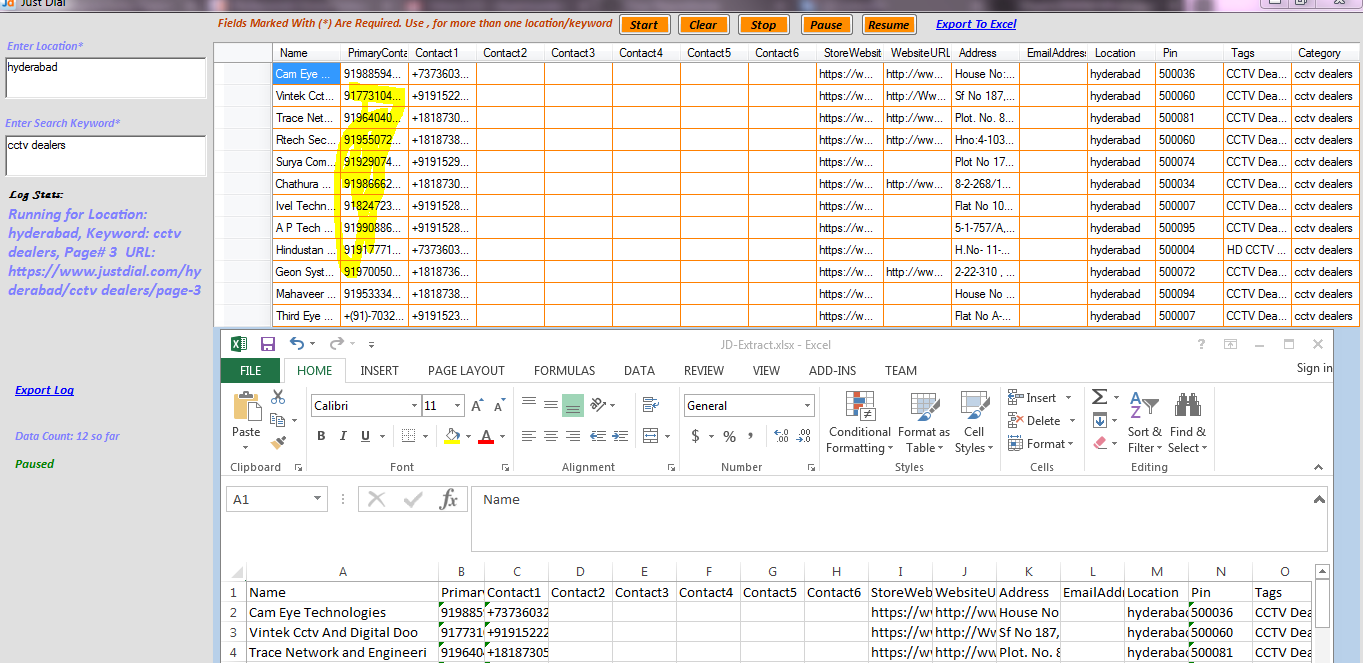 Just Dial
Fields Marked With (*) Are Required. Use , for more than one location/keyword Start Clear Stop Pause Resume Export To Excel
Enter Location*
hyderabad
Enter Search Keyword*
cctv dealers
Log Stats:
Running for Location:
hyderabad, Keyword: cctv
dealers, Page# 3 URL:
https://www.justdial.com/hy
derabad/cctv dealers/page-3
Export Log
Data Count: 12 so far
Paused
Name PrimaryConta Contact1 Contact2 Contact3 Contact4 Contact5 Contact6 StoreWebsit WebsiteURL Address EmailAddress Location Pin Tags Category
Cam Eye ... 91988594... +7373603... https://w... http://ww... House No:... hyderabad 500036 CCTV Dea... cctv dealers
Vintek Cct... 91773104... +9191522... https://w... http://Ww... Sf No 187,... hyderabad 500060 CCTV Dea... cctv dealers
Trace Net... 91964040... +1818730... https://w... http://ww... Plot. No. 8... hyderabad 500081 CCTV Dea... cctv dealers
Rtech Sec... 91955072... +1818738... https://w... http://ww... Hno:4-103... hyderabad 500060 CCTV Dea... cctv dealers
Surya Com... 91929074... +9191529... https://w... Plot No 17... hyderabad 500074 CCTV Dea... cctv dealers
Chathura ... 91986662... +1818730... https://w... http://ww... 8-2-268/1... hyderabad 500034 CCTV Dea... cctv dealers
Ivel Techn... 91824723... +9191528... https://w... Flat No 10... hyderabad 500007 CCTV Dea... cctv dealers
A P Tech ... 91990886... +9191528... https://w... 5-1-757/A,... hyderabad 500095 CCTV Dea... cctv dealers
Hindustan ... 91917771... +7373603... https://w... H.No- 11-... hyderabad 500004 HD CCTV ... cctv dealers
Geon Syst... 91970050... +1818736... https://w... http://ww... 2-22-310 , ... hyderabad 500072 CCTV Dea... cctv dealers
Mahaveer ... 91953334... +1818738... https://w... House No ... hyderabad 500094 CCTV Dea... cctv dealers
Third Eye ... +(91)-7032... +9191523... https://w... Flat No A-... hyderabad 500007 CCTV Dea... cctv dealers
JD-Extract.xlsx - Excel
FILE HOME INSERT PAGE LAYOUT FORMULAS DATA REVIEW VIEW ADD-INS TEAM Sign in
Paste
Calibri 11
B I U
General
$ % ,
Conditional Formatting
Format as Table
Cell Styles
Insert
Delete
Format
Sort & Filter
Find & Select
Clipboard Font Alignment Number Styles Cells Editing
A1 fx Name
A B C D E F G H I J K L M N O
1 Name Primary Contact1 Contact2 Contact3 Contact4 Contact5 Contact6 StoreWeb WebsiteU Address EmailAddı Location Pin Tags
2 Cam Eye Technologies 919885 +73736032 https://w http://ww House No hyderabad 500036 CCTV Dea
3 Vintek Cctv And Digital Doo 917731 +91915222 https://w http://Ww Sf No 187, hyderabad 500060 CCTV Dea
4 Trace Network and Engineeri 919640 +18187305 https://w http://ww Plot. No. 8 hyderabad 500081 CCTV Dea